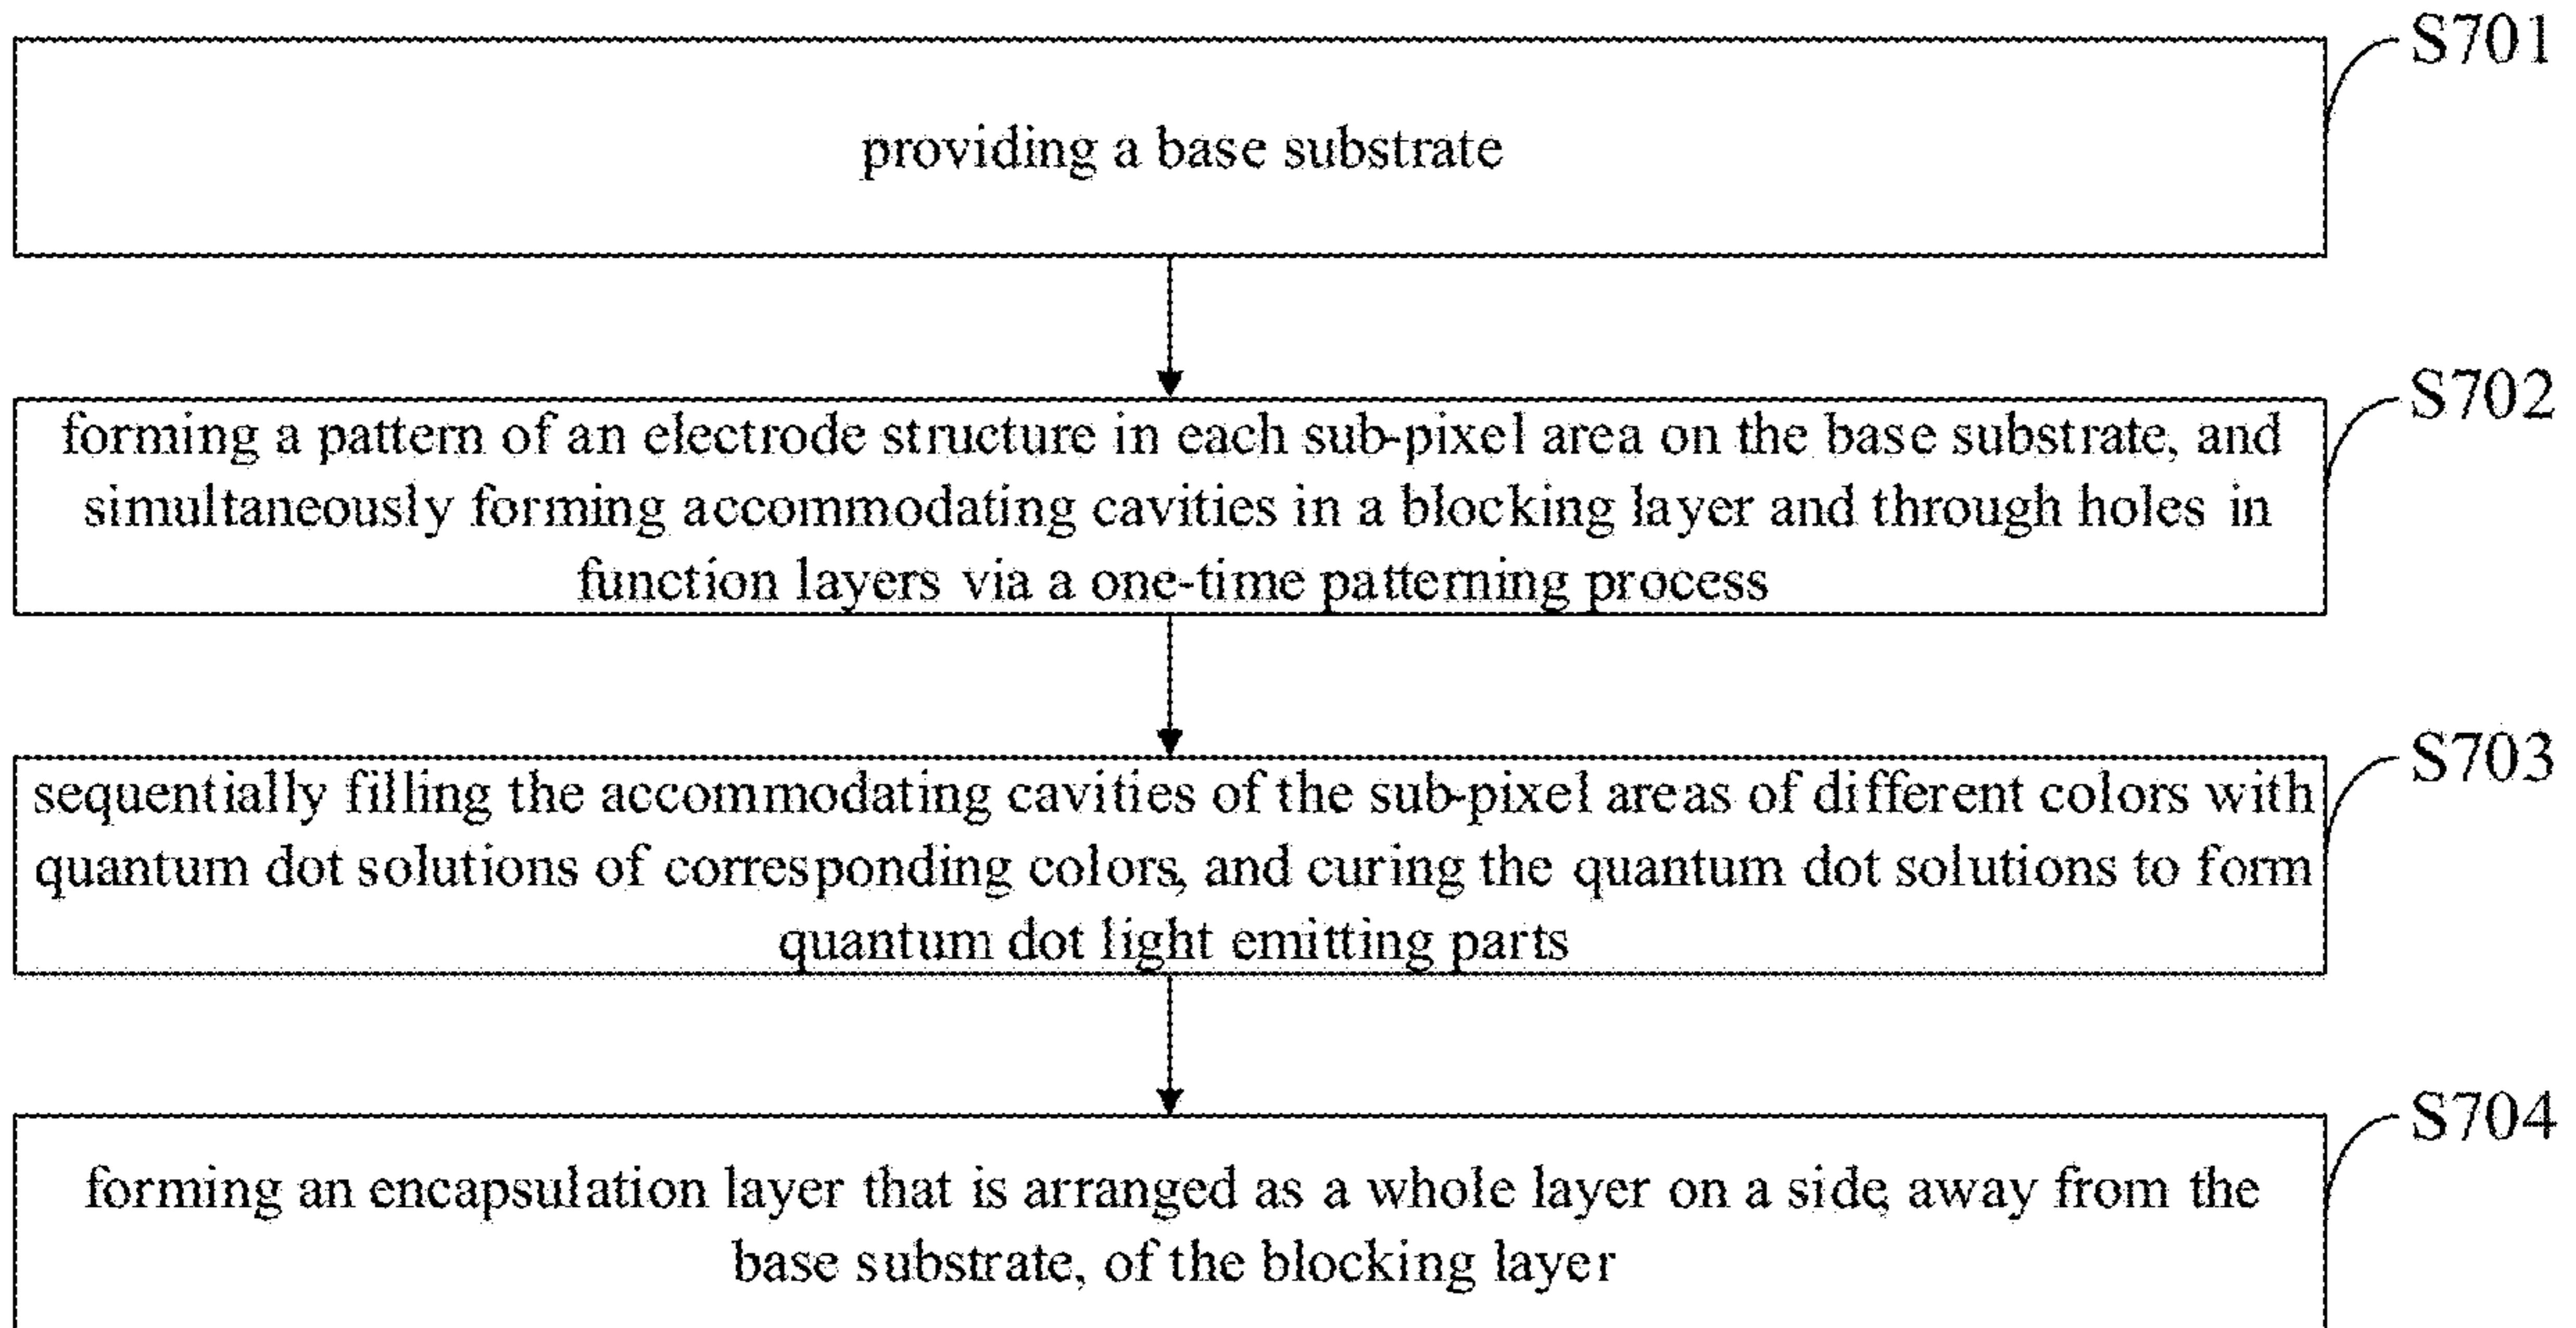 S701
providing a base substrate
S702
forming a pattern of an electrode structure in each sub-pixel area on the base substrate, and
simultaneously forming accommodating cavities in a blocking layer and through holes in
function layers via a one-time patterning process
S703
sequentially filling the accommodating cavities of the sub-pixel areas of different colors with
quantum dot solutions of corresponding colors, and curing the quantum dot solutions to form
quantum dot light emitting parts
S704
forming an encapsulation layer that is arranged as a whole layer on a side, away from the
base substrate, of the blocking layer